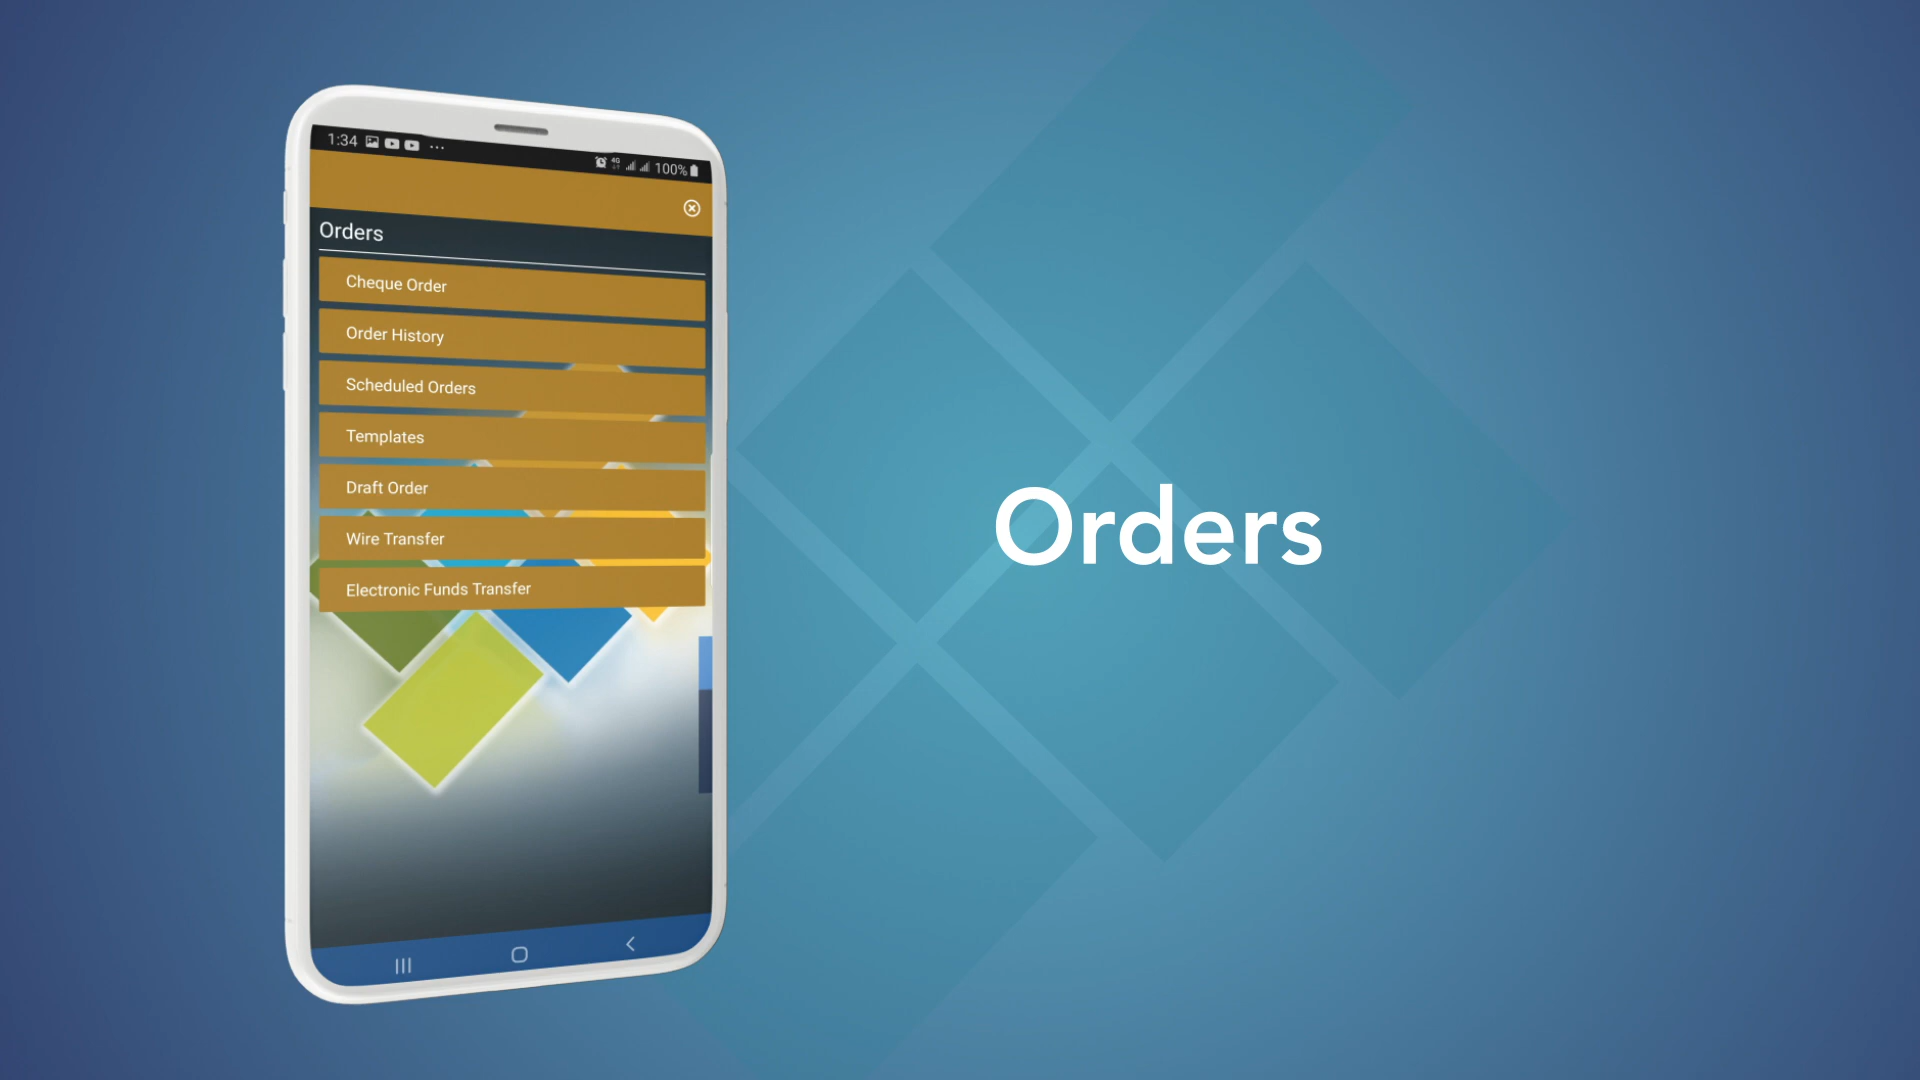 1:34
4G
100%
Orders
Cheque Order
Order History
Scheduled Orders
Templates
Draft Order
Wire Transfer
Electronic Funds Transfer
Orders